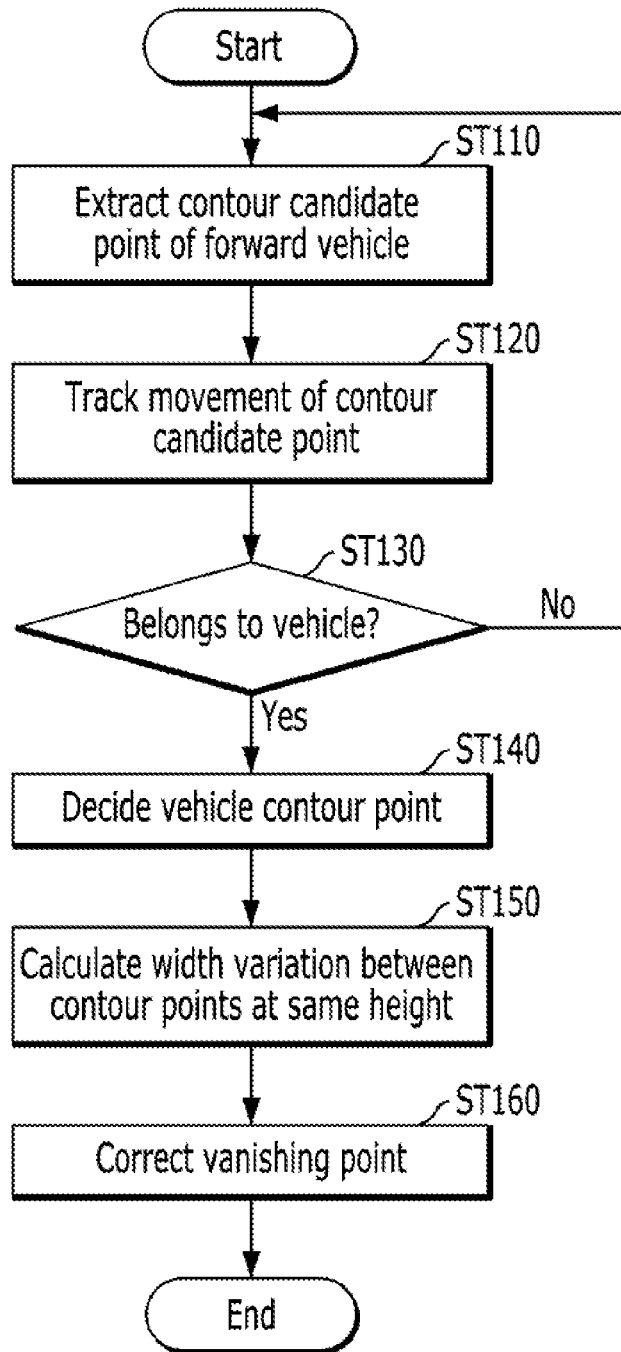 Start
ST110
Extract contour candidate
point of forward vehicle
ST120
Track movement of contour
candidate point
ST130
Belongs to vehicle?
No
Yes
ST140
Decide vehicle contour point
ST150
Calculate width variation between
contour points at same height
ST160
Correct vanishing point
End